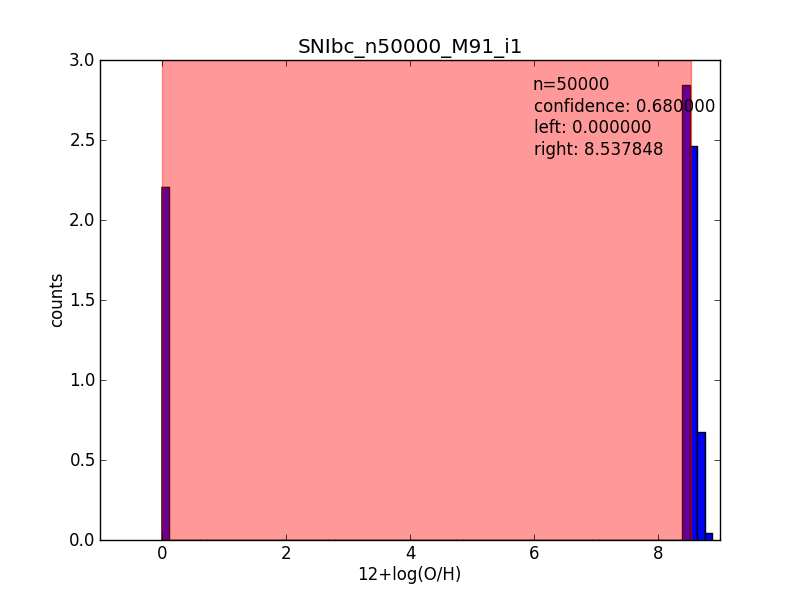 SNIbc_n50000_M91_i1
3.0
2.5
2.0
1.5
1.0
0.5
0.0
counts
n=50000
confidence: 0.680000
left: 0.000000
right: 8.537848
0 2 4 6 8
12+log(O/H)